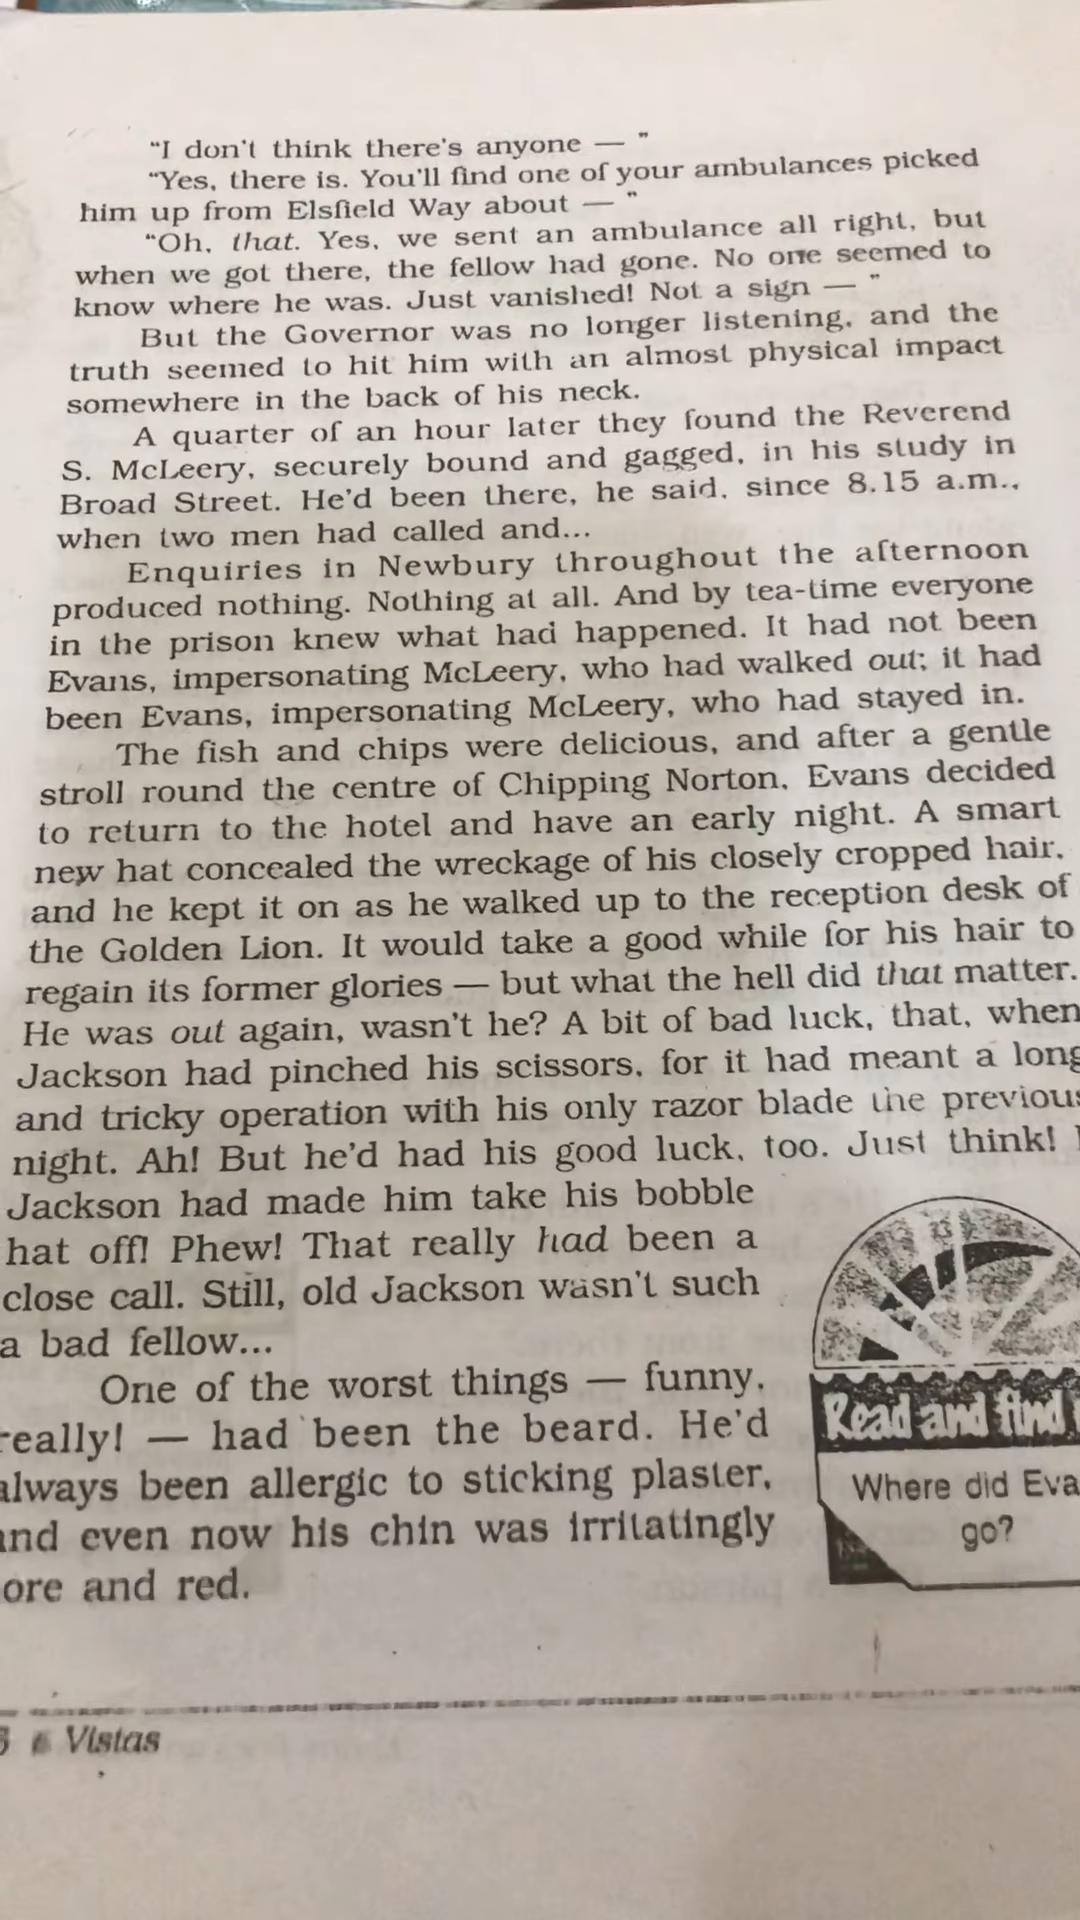 "I don't think there's anyone — "
"Yes, there is. You'll find one of your ambulances picked
him up from Elsfield Way about — "
"Oh, that. Yes, we sent an ambulance all right, but
when we got there, the fellow had gone. No one seemed to
know where he was. Just vanished! Not a sign — "
But the Governor was no longer listening, and the
truth seemed to hit him with an almost physical impact
somewhere in the back of his neck.
A quarter of an hour later they found the Reverend
S. McLeery, securely bound and gagged, in his study in
Broad Street. He'd been there, he said, since 8.15 a.m.,
when two men had called and...
Enquiries in Newbury throughout the afternoon
produced nothing. Nothing at all. And by tea-time everyone
in the prison knew what had happened. It had not been
Evans, impersonating McLeery, who had walked out; it had
been Evans, impersonating McLeery, who had stayed in.
The fish and chips were delicious, and after a gentle
stroll round the centre of Chipping Norton, Evans decided
to return to the hotel and have an early night. A smart
new hat concealed the wreckage of his closely cropped hair,
and he kept it on as he walked up to the reception desk of
the Golden Lion. It would take a good while for his hair to
regain its former glories — but what the hell did that matter.
He was out again, wasn't he? A bit of bad luck, that, when
Jackson had pinched his scissors, for it had meant a long
and tricky operation with his only razor blade the previous
night. Ah! But he'd had his good luck, too. Just think!
Jackson had made him take his bobble
hat off! Phew! That really had been a
close call. Still, old Jackson wasn't such
a bad fellow...
One of the worst things — funny,
really! — had been the beard. He'd
always been allergic to sticking plaster,
and even now his chin was irritatingly
ore and red.
Read and find
Where did Eva
go?
Vistas